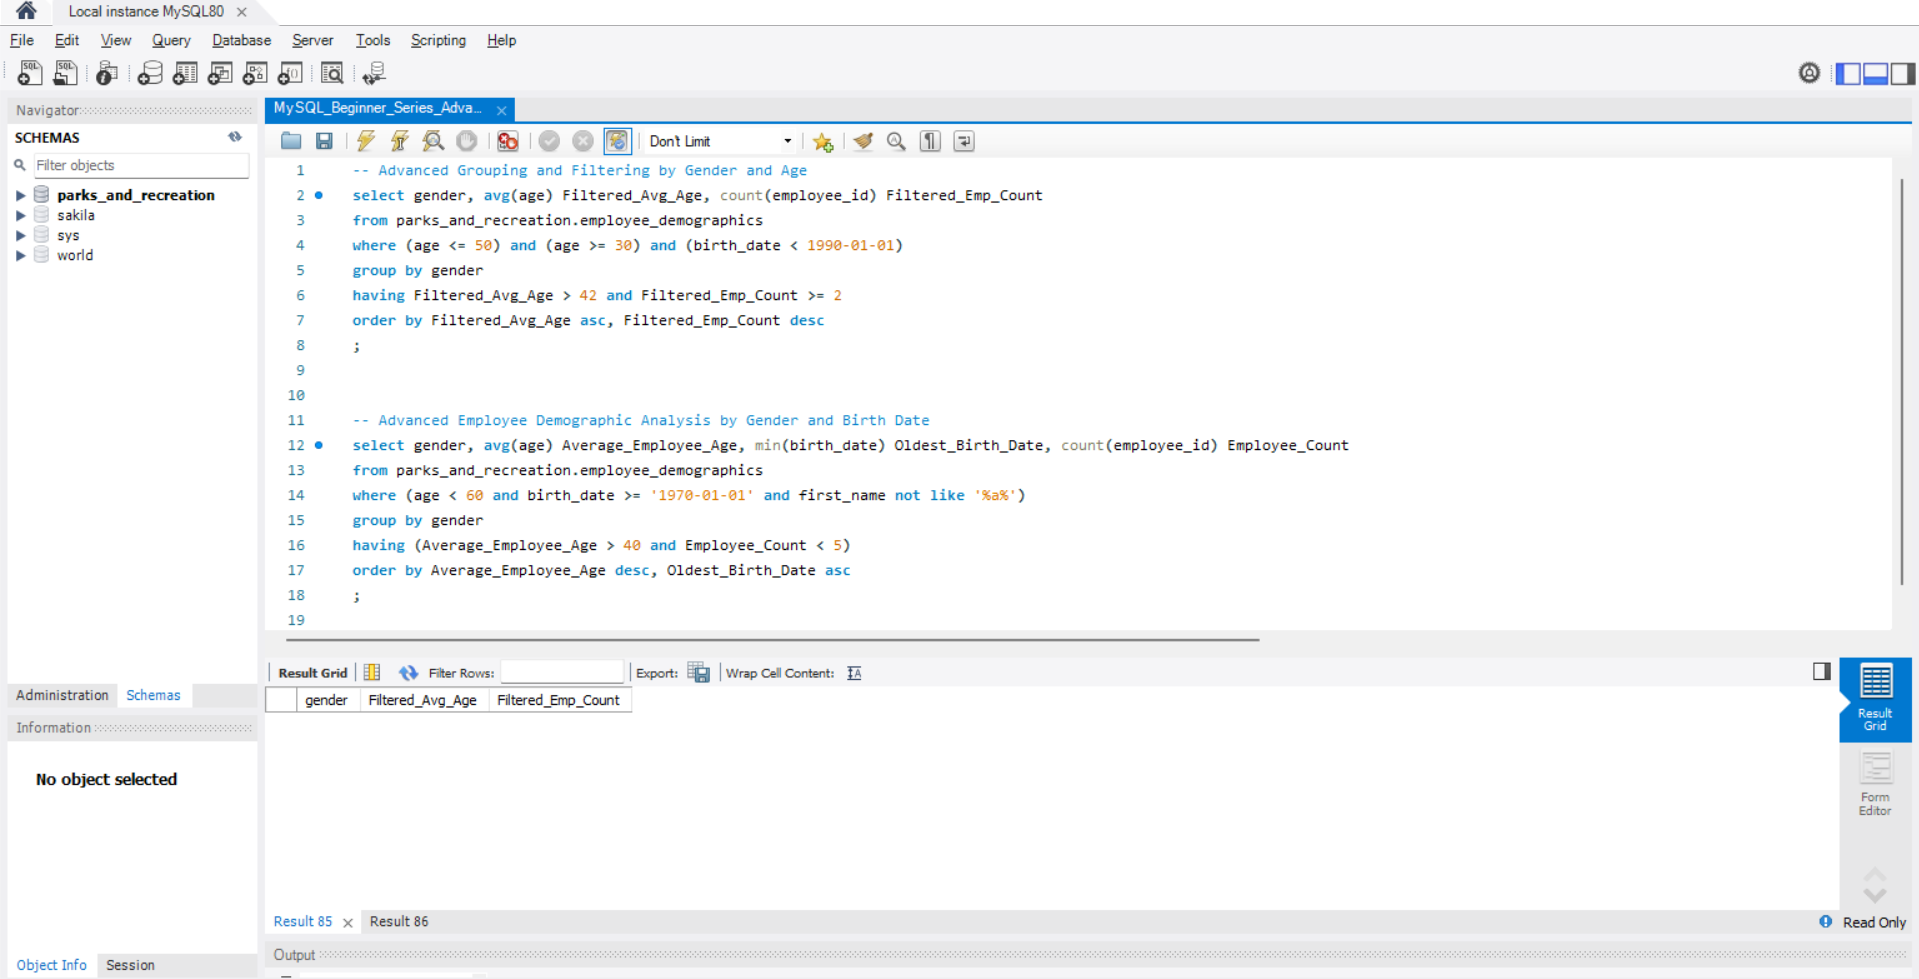 Local instance MySQL80
File Edit View Query Database Server Tools Scripting Help
Navigator
SCHEMAS
Filter objects
parks_and_recreation
sakila
sys
world
Administration Schemas
Information
No object selected
Object Info Session
MySQL_Beginner_Series_Adva...
Don't Limit
1 -- Advanced Grouping and Filtering by Gender and Age
2 select gender, avg(age) Filtered_Avg_Age, count(employee_id) Filtered_Emp_Count
3 from parks_and_recreation.employee_demographics
4 where (age <= 50) and (age >= 30) and (birth_date < 1990-01-01)
5 group by gender
6 having Filtered_Avg_Age > 42 and Filtered_Emp_Count >= 2
7 order by Filtered_Avg_Age asc, Filtered_Emp_Count desc
8 ;
9
10
11 -- Advanced Employee Demographic Analysis by Gender and Birth Date
12 select gender, avg(age) Average_Employee_Age, min(birth_date) Oldest_Birth_Date, count(employee_id) Employee_Count
13 from parks_and_recreation.employee_demographics
14 where (age < 60 and birth_date >= '1970-01-01' and first_name not like '%a%')
15 group by gender
16 having (Average_Employee_Age > 40 and Employee_Count < 5)
17 order by Average_Employee_Age desc, Oldest_Birth_Date asc
18 ;
19
Result Grid Filter Rows: Export: Wrap Cell Content:
gender Filtered_Avg_Age Filtered_Emp_Count
Result
Grid
Form
Editor
Result 85 Result 86
Read Only
Output